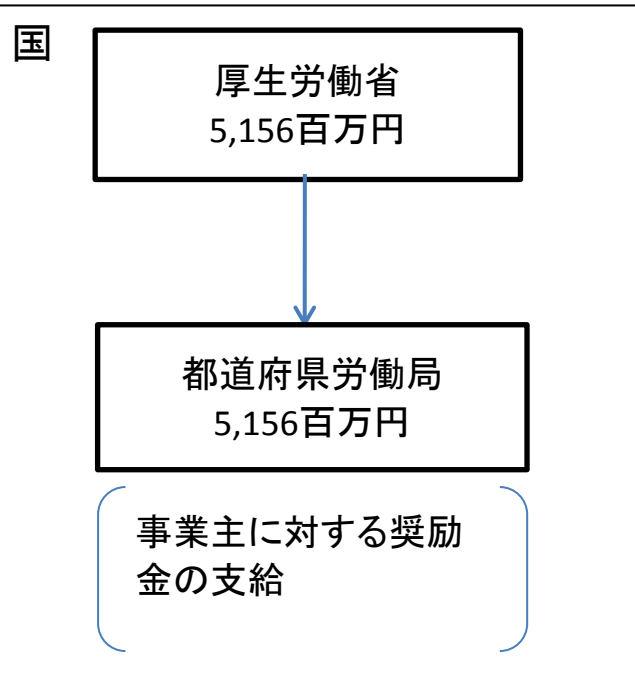 国
厚生労働省
5,156百万円
都道府県労働局
5,156百万円
事業主に対する奨励
金の支給